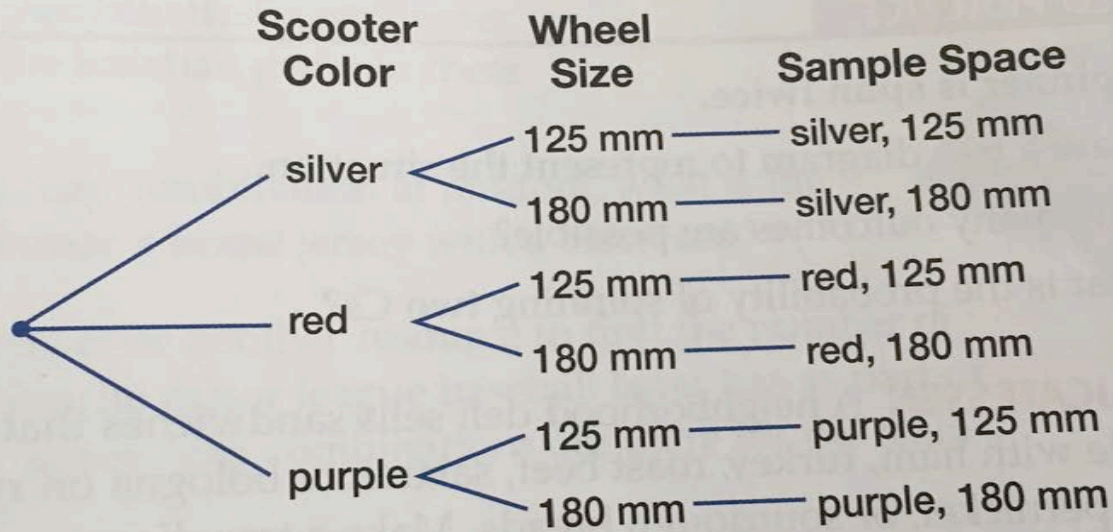 Scooter Color Wheel Size Sample Space
silver 125 mm silver, 125 mm
180 mm silver, 180 mm
red 125 mm red, 125 mm
180 mm red, 180 mm
purple 125 mm purple, 125 mm
180 mm purple, 180 mm